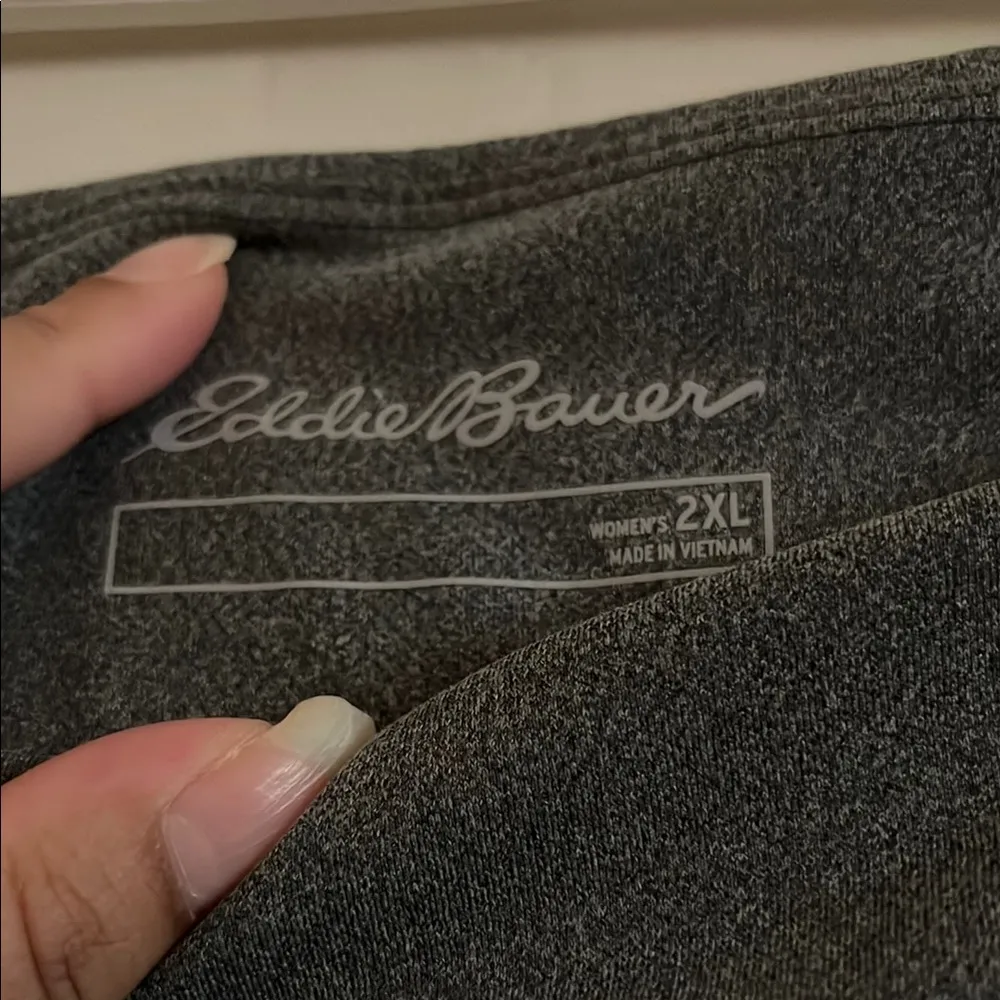 Eddie Bauer
WOMEN'S 2XL
MADE IN VIETNAM